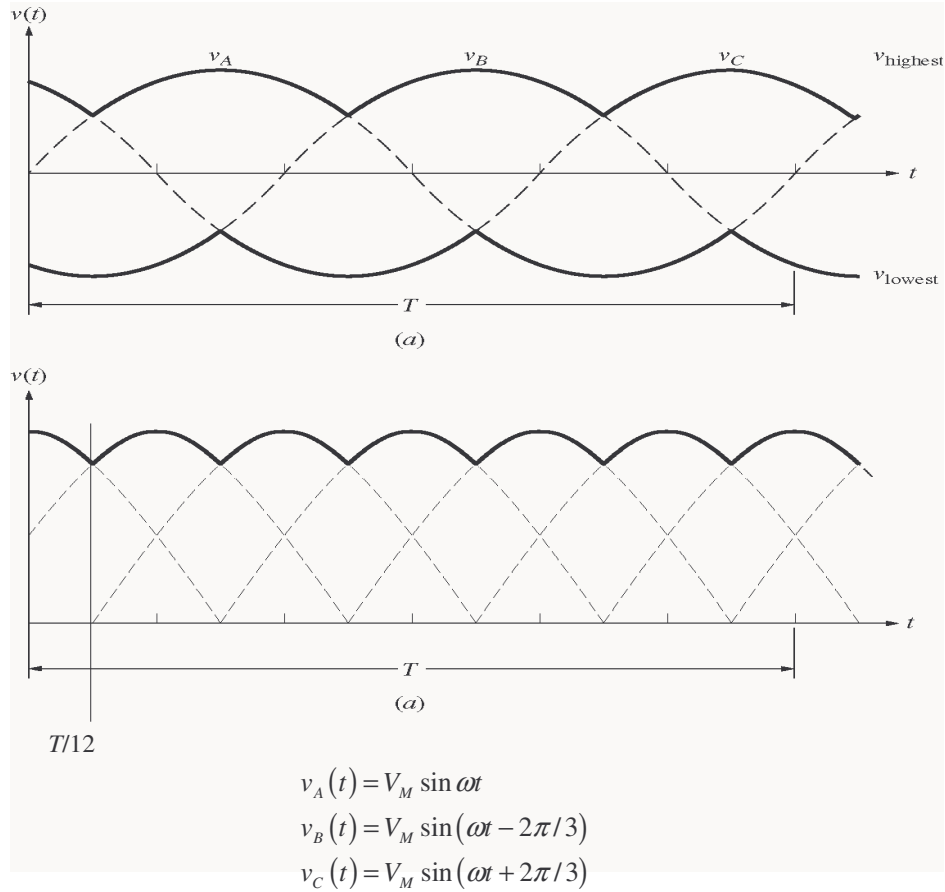 v(t)
v_A v_B v_C v_highest
t
v_lowest
T
(a)
v(t)
t
T
(a)
T/12
v_A(t) = V_M sin ωt
v_B(t) = V_M sin(ωt − 2π/3)
v_C(t) = V_M sin(ωt + 2π/3)